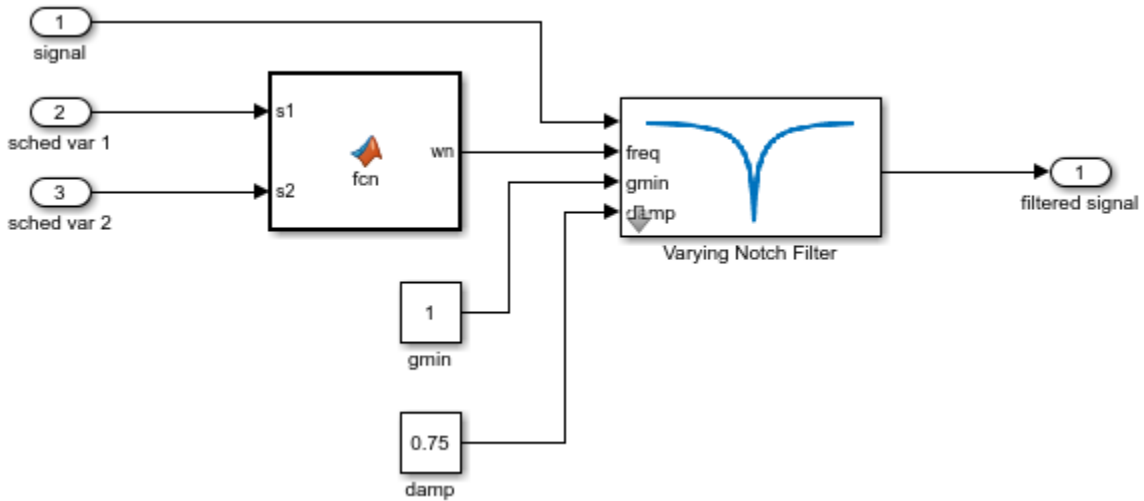 1
signal
2
sched var 1
3
sched var 2
s1
s2
fcn
wn
1
gmin
0.75
damp
freq
gmin
damp
Varying Notch Filter
1
filtered signal